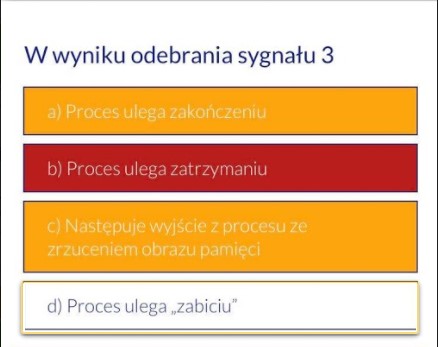 W wyniku odebrania sygnału 3
a) Proces ulega zakończeniu
b) Proces ulega zatrzymaniu
c) Następuje wyjście z procesu ze
zrzuceniem obrazu pamięci
d) Proces ulega „zabiciu”